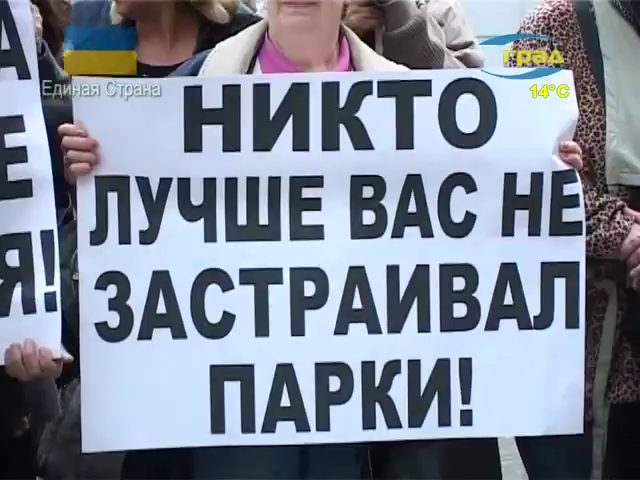 град
14°C
Единая Страна
НИКТО
ЛУЧШЕ ВАС НЕ
ЗАСТРАИВАЛ
ПАРКИ!
А
Е
Я!